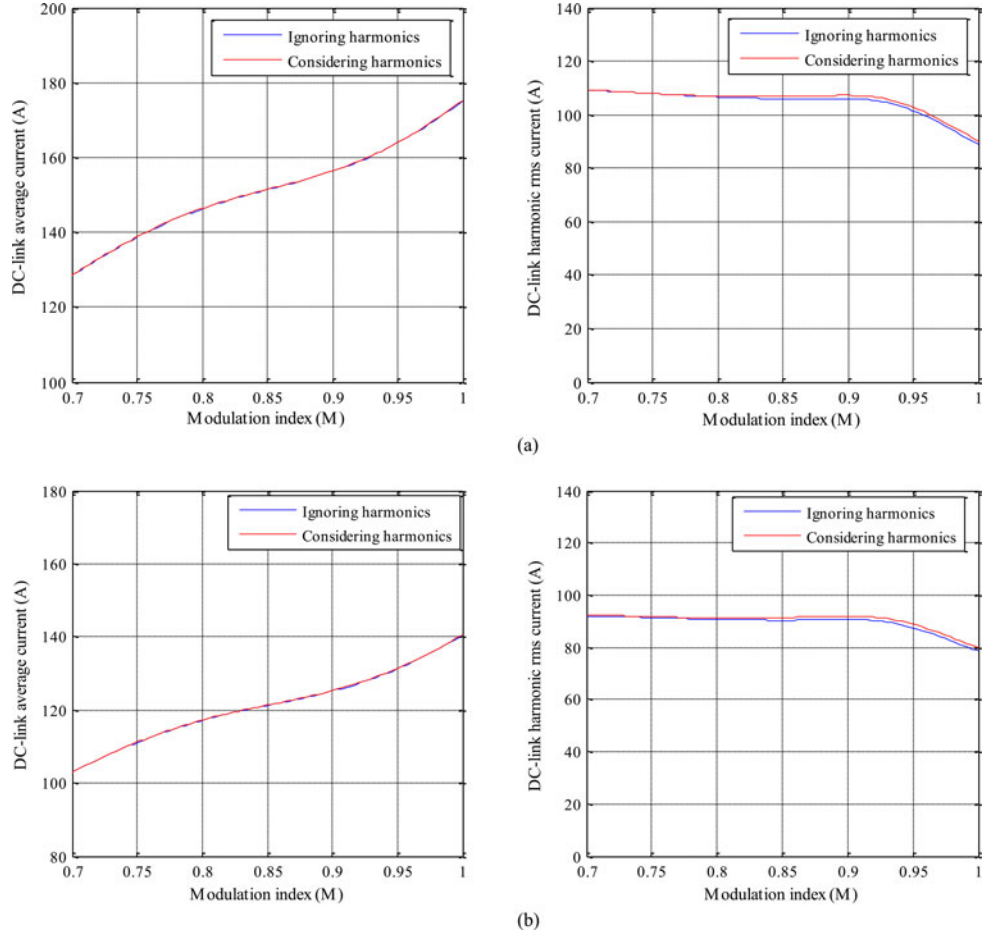 200
180
160
140
120
100
DC-link average current (A)
Ignoring harmonics
Considering harmonics
0.7 0.75 0.8 0.85 0.9 0.95 1
Modulation index (M)
140
120
100
80
60
40
20
0
DC-link harmonic rms current (A)
Ignoring harmonics
Considering harmonics
0.7 0.75 0.8 0.85 0.9 0.95 1
Modulation index (M)
(a)
180
160
140
120
100
80
DC-link average current (A)
Ignoring harmonics
Considering harmonics
0.7 0.75 0.8 0.85 0.9 0.95 1
Modulation index (M)
140
120
100
80
60
40
20
0
DC-link harmonic rms current (A)
Ignoring harmonics
Considering harmonics
0.7 0.75 0.8 0.85 0.9 0.95 1
Modulation index (M)
(b)